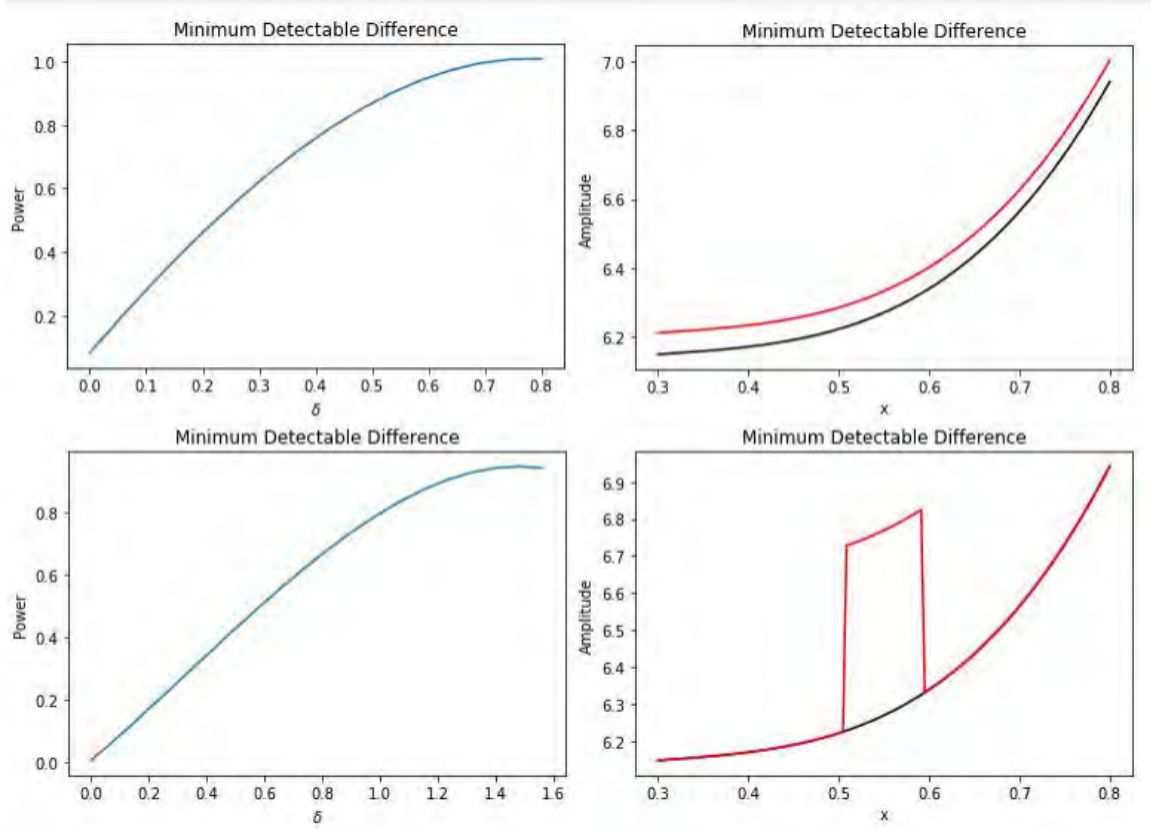 Minimum Detectable Difference
1.0
0.8
0.6
0.4
0.2
Power
0.0 0.1 0.2 0.3 0.4 0.5 0.6 0.7 0.8
δ
Minimum Detectable Difference
7.0
6.8
6.6
6.4
6.2
Amplitude
0.3 0.4 0.5 0.6 0.7 0.8
x
Minimum Detectable Difference
0.8
0.6
0.4
0.2
0.0
Power
0.0 0.2 0.4 0.6 0.8 1.0 1.2 1.4 1.6
δ
Minimum Detectable Difference
6.9
6.8
6.7
6.6
6.5
6.4
6.3
6.2
Amplitude
0.3 0.4 0.5 0.6 0.7 0.8
x